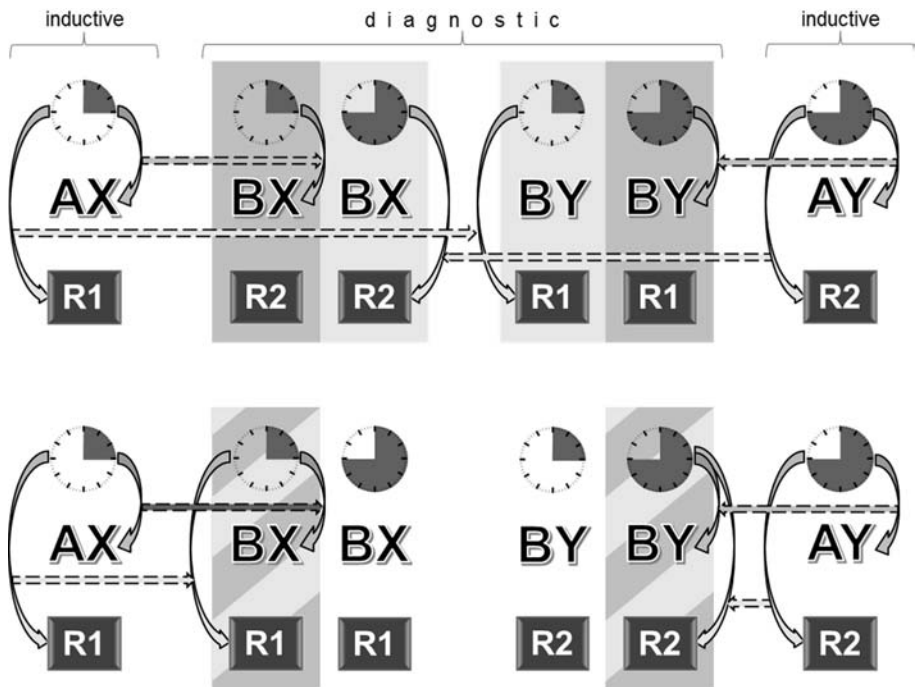 inductive diagnostic inductive
AX BX BX BY BY AY
R1 R2 R2 R1 R1 R2
AX BX BX BY BY AY
R1 R1 R1 R2 R2 R2